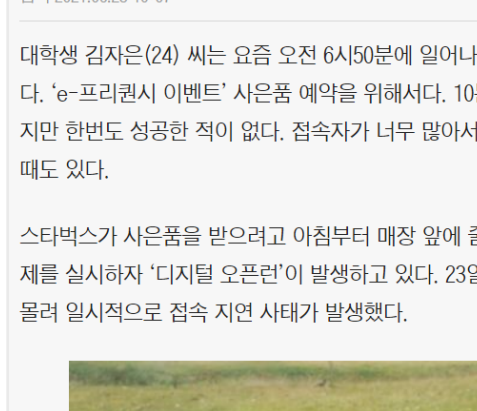 대학생 김자은(24) 씨는 요즘 오전 6시50분에 일어나
다. ‘e-프리퀀시 이벤트’ 사은품 예약을 위해서다.
지만 한번도 성공한 적이 없다. 접속자가 너무 많아서
때도 있다.
스타벅스가 사은품을 받으려고 아침부터 매장 앞에
제를 실시하자 ‘디지털 오픈런’이 발생하고 있다.
몰려 일시적으로 접속 지연 사태가 발생했다.